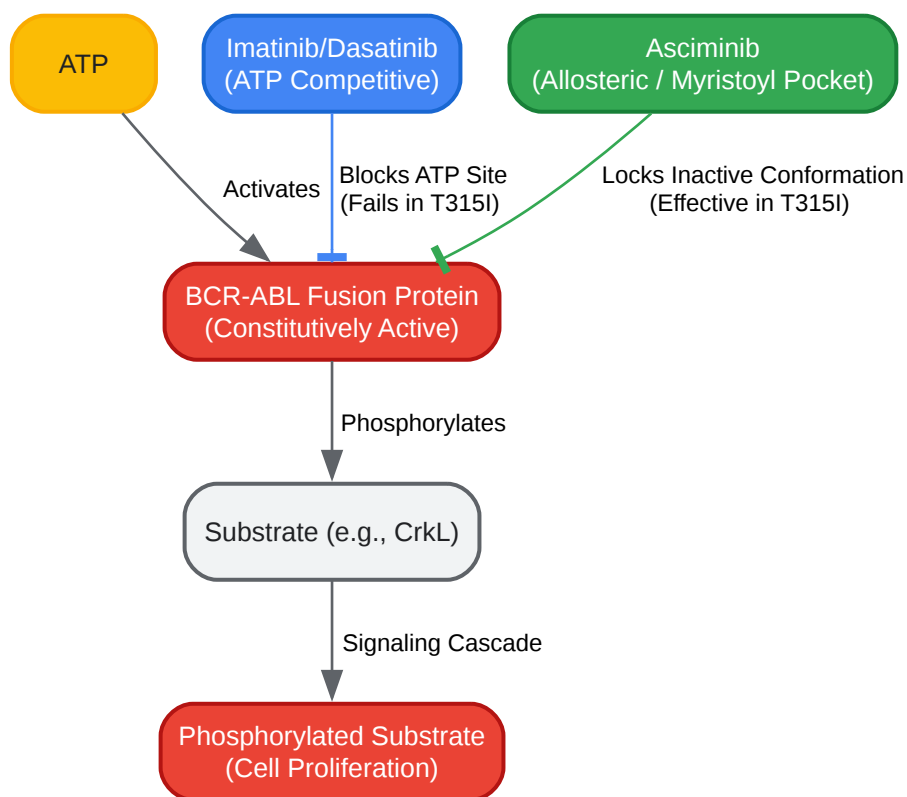 ATP
Imatinib/Dasatinib
(ATP Competitive)
Asciminib
(Allosteric / Myristoyl Pocket)
Activates
Blocks ATP Site
(Fails in T315I)
Locks Inactive Conformation
(Effective in T315I)
BCR-ABL Fusion Protein
(Constitutively Active)
Phosphorylates
Substrate (e.g., CrkL)
Signaling Cascade
Phosphorylated Substrate
(Cell Proliferation)